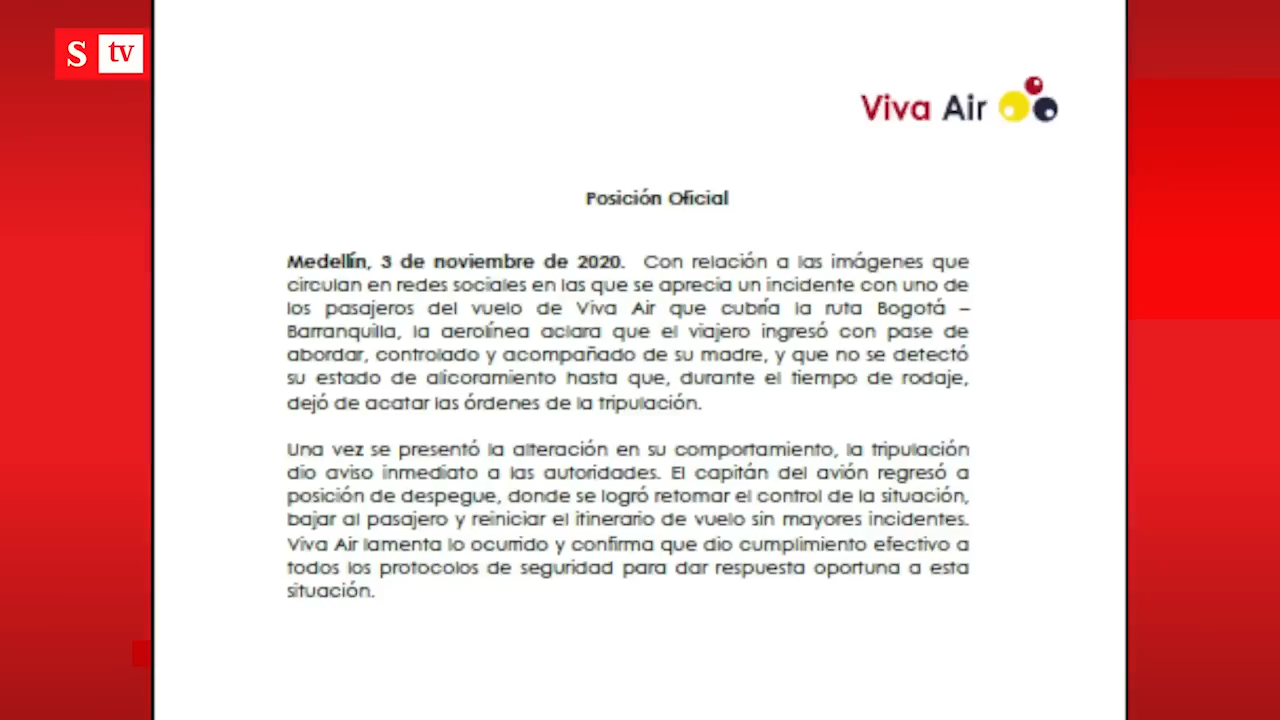 S tv
Viva Air
Posición Oficial
Medellín, 3 de noviembre de 2020. Con relación a las imágenes que
circulan en redes sociales en las que se aprecia un incidente con uno de
los pasajeros del vuelo de Viva Air que cubría la ruta Bogotá –
Barranquilla, la aerolínea aclara que el viajero ingresó con pase de
abordar, controlado y acompañado de su madre, y que no se detectó
su estado de alicoramiento hasta que, durante el tiempo de rodaje,
dejó de acatar las órdenes de la tripulación.
Una vez se presentó la alteración en su comportamiento, la tripulación
dio aviso inmediato a las autoridades. El capitán del avión regresó a
posición de despegue, donde se logró retomar el control de la situación,
bajar al pasajero y reiniciar el itinerario de vuelo sin mayores incidentes.
Viva Air lamenta lo ocurrido y confirma que dio cumplimiento efectivo a
todos los protocolos de seguridad para dar respuesta oportuna a esta
situación.